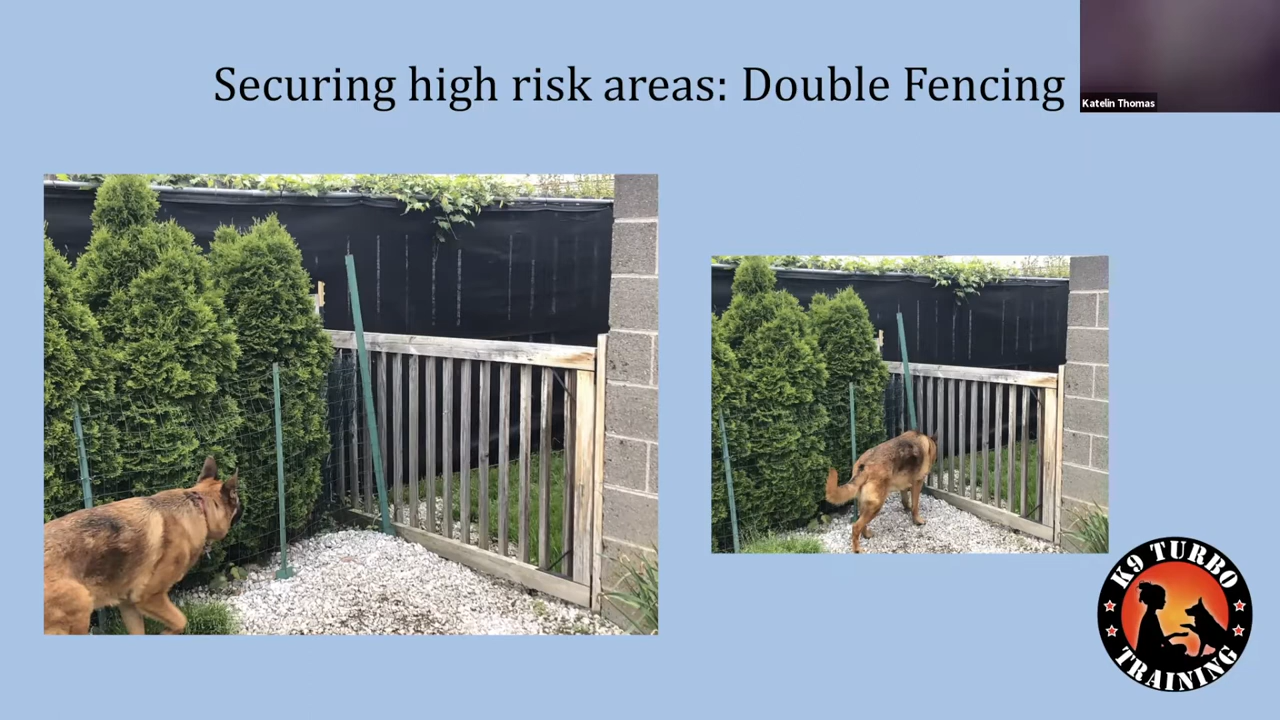 Securing high risk areas: Double Fencing
Katelin Thomas
K9 TURBO
TRAINING